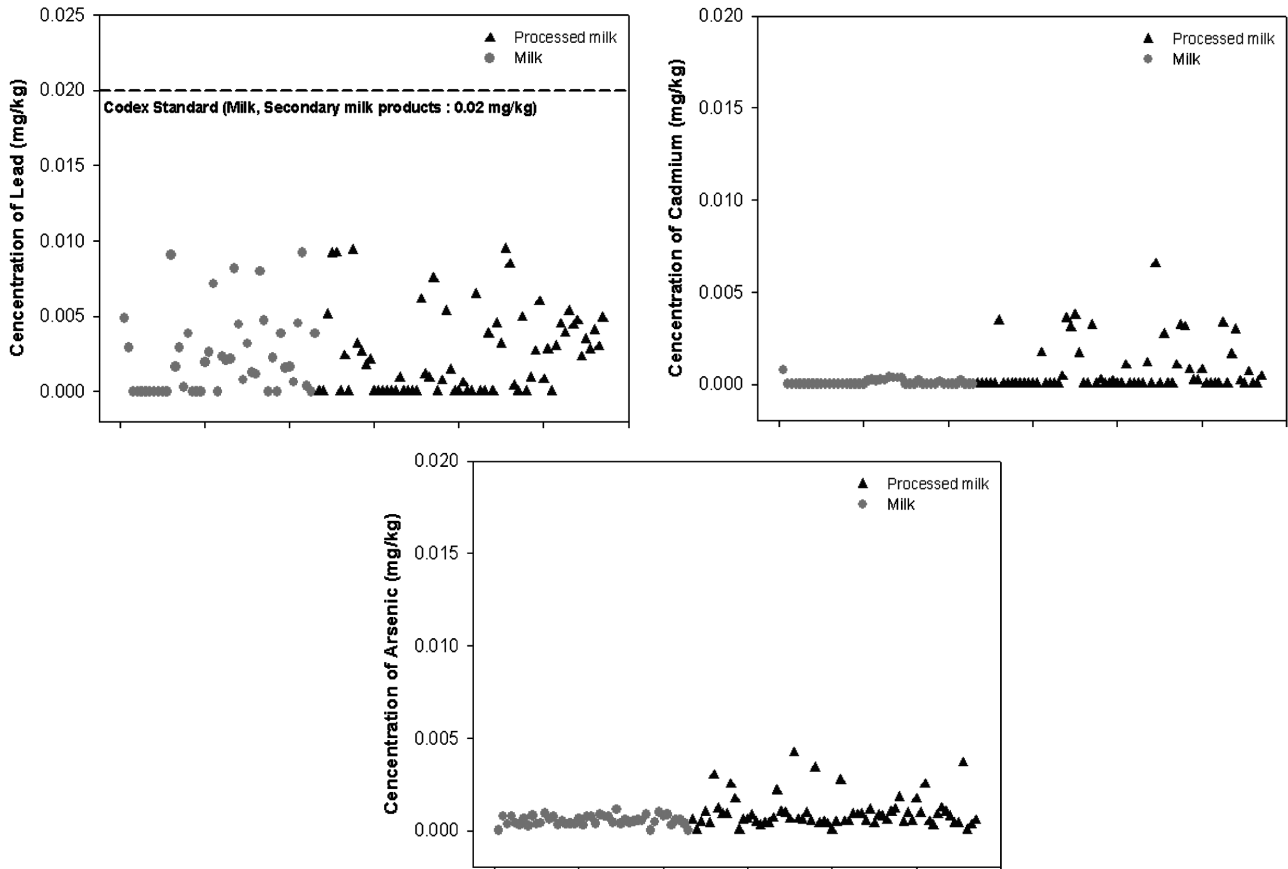 0.025
0.020
0.015
0.010
0.005
0.000
Cencentration of Lead (mg/kg)
Processed milk
Milk
Codex Standard (Milk, Secondary milk products : 0.02 mg/kg)
0.020
0.015
0.010
0.005
0.000
Cencentration of Cadmium (mg/kg)
Processed milk
Milk
0.020
0.015
0.010
0.005
0.000
Cencentration of Arsenic (mg/kg)
Processed milk
Milk